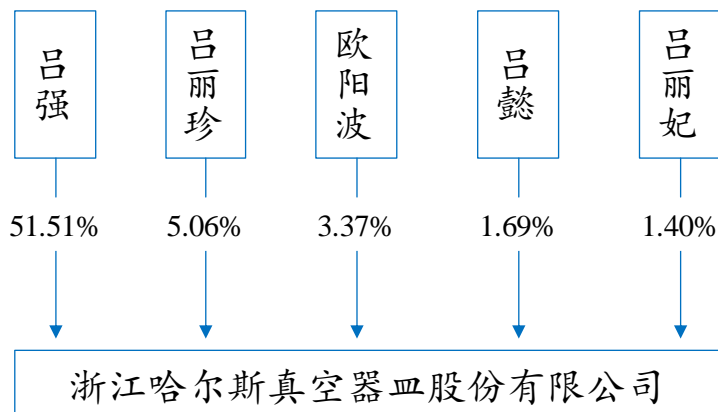 吕强
吕丽珍
欧阳波
吕懿
吕丽妃
51.51%
5.06%
3.37%
1.69%
1.40%
浙江哈尔斯真空器皿股份有限公司